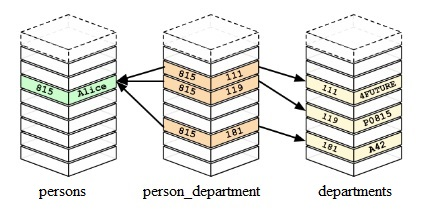 815 Alice
815 111
815 119
815 181
111 4FUTURE
119 P0815
181 A42
persons person_department departments